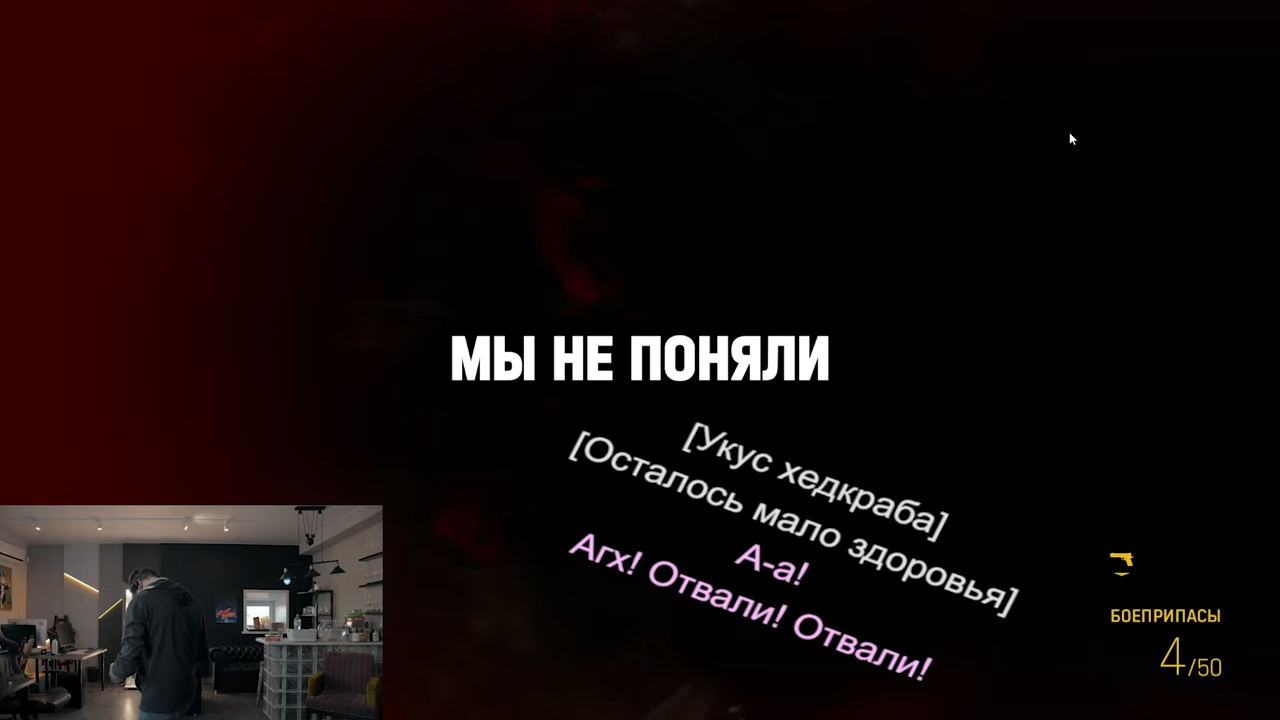 МЫ НЕ ПОНЯЛИ
[Укус хедкраба]
[Осталось мало здоровья]
А-а!
Агх! Отвали! Отвали!
БОЕПРИПАСЫ
4/50